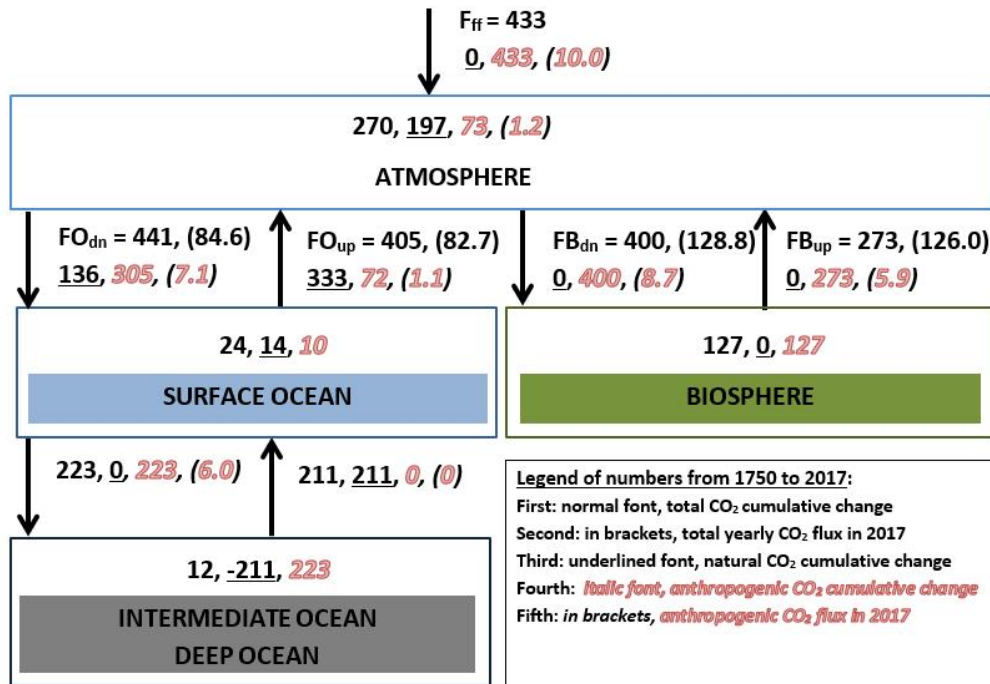 F_ff = 433
0, 433, (10.0)
270, 197, 73, (1.2)
ATMOSPHERE
FO_dn = 441, (84.6)
136, 305, (7.1)
FO_up = 405, (82.7)
333, 72, (1.1)
FB_dn = 400, (128.8)
0, 400, (8.7)
FB_up = 273, (126.0)
0, 273, (5.9)
24, 14, 10
SURFACE OCEAN
127, 0, 127
BIOSPHERE
223, 0, 223, (6.0)
211, 211, 0, (0)
12, -211, 223
INTERMEDIATE OCEAN
DEEP OCEAN
Legend of numbers from 1750 to 2017:
First: normal font, total CO₂ cumulative change
Second: in brackets, total yearly CO₂ flux in 2017
Third: underlined font, natural CO₂ cumulative change
Fourth: italic font, anthropogenic CO₂ cumulative change
Fifth: in brackets, anthropogenic CO₂ flux in 2017